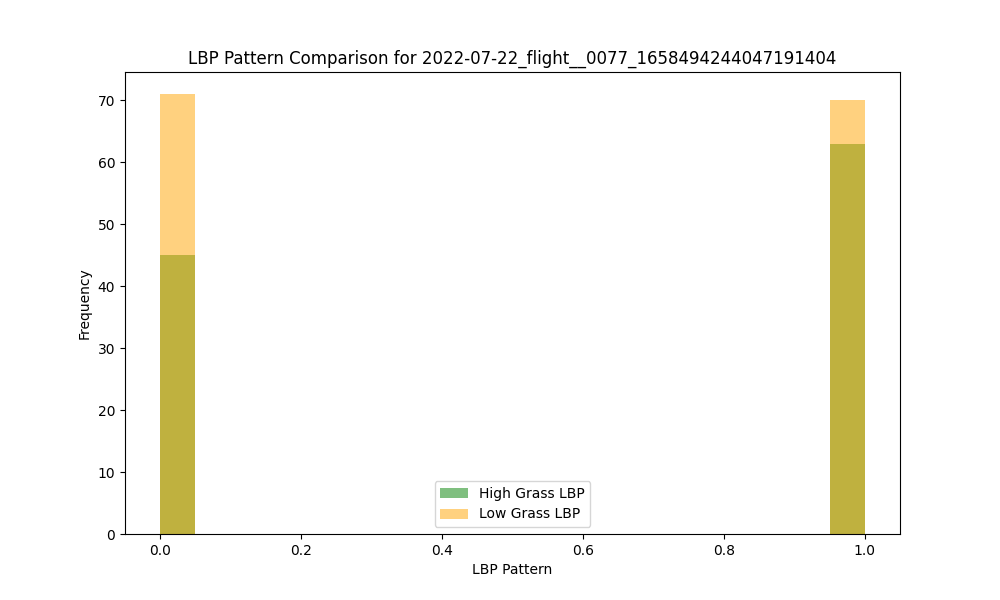 LBP Pattern Comparison for 2022-07-22_flight__0077_1658494244047191404
Frequency
70
60
50
40
30
20
10
0
High Grass LBP
Low Grass LBP
0.0 0.2 0.4 0.6 0.8 1.0
LBP Pattern